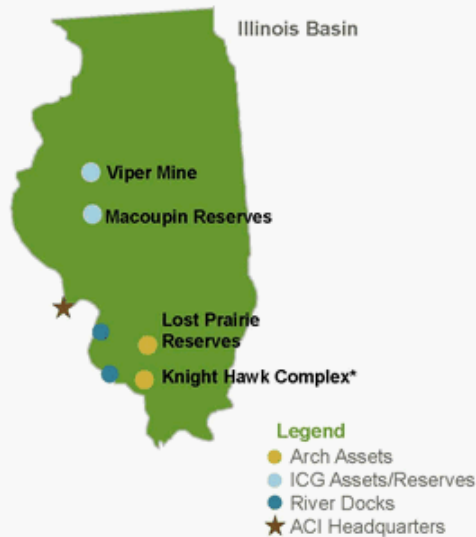 Illinois Basin
Viper Mine
Macoupin Reserves
Lost Prairie
Reserves
Knight Hawk Complex*
Legend
Arch Assets
ICG Assets/Reserves
River Docks
ACI Headquarters